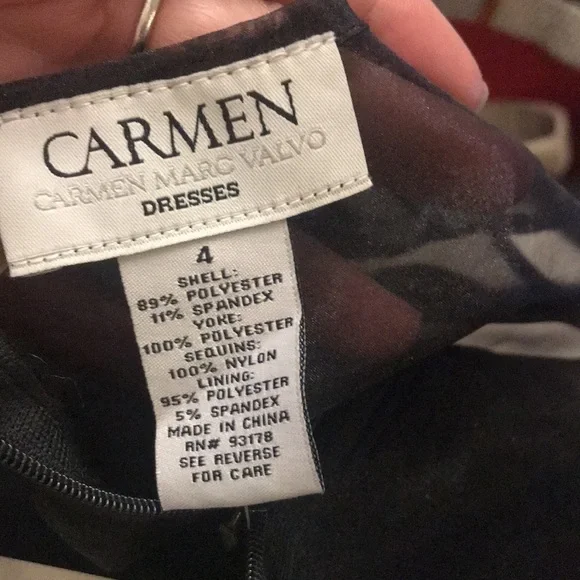 CARMEN
CARMEN MARC VALVO
DRESSES
4
SHELL:
89% POLYESTER
11% SPANDEX
YOKE:
100% POLYESTER
SEQUINS:
100% NYLON
LINING:
95% POLYESTER
5% SPANDEX
MADE IN CHINA
RN# 93178
SEE REVERSE
FOR CARE